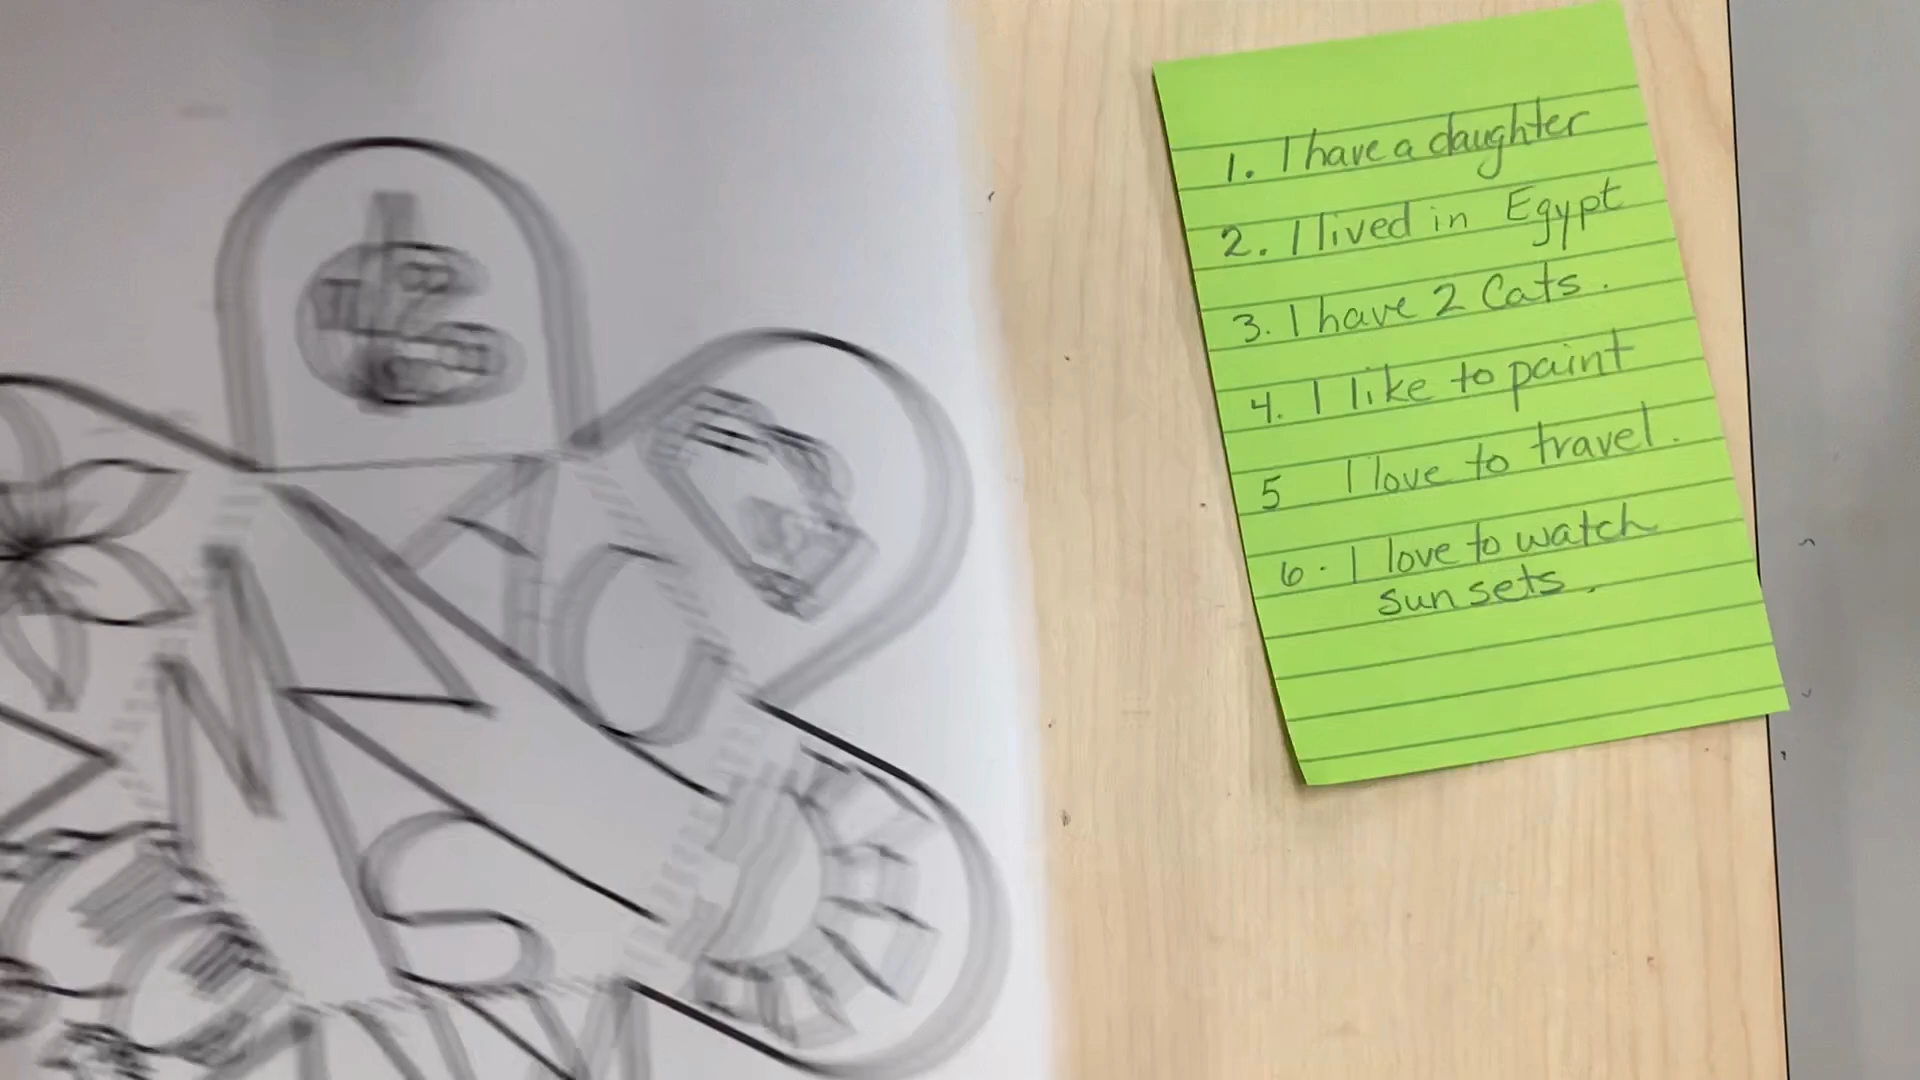 1. I have a daughter
2. I lived in Egypt
3. I have 2 Cats.
4. I like to paint
5 I love to travel.
6. I love to watch
sun sets.